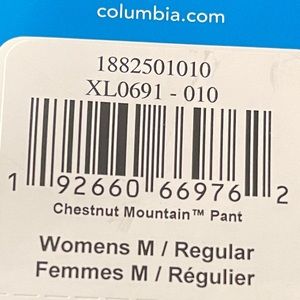 columbia.com
1882501010
XL0691 - 010
1 92660 66976 2
Chestnut Mountain™ Pant
Womens M / Regular
Femmes M / Régulier